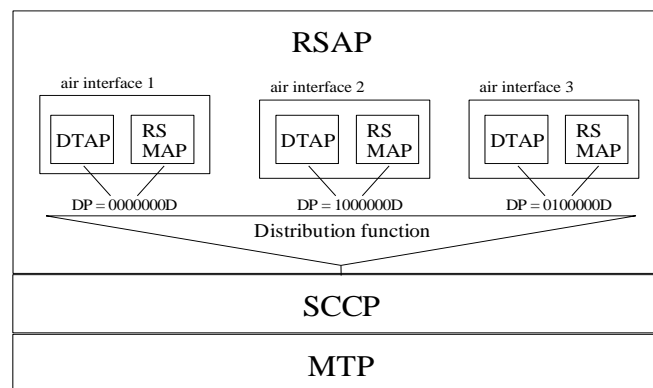 RSAP
air interface 1
air interface 2
air interface 3
DTAP
RS
MAP
DTAP
RS
MAP
DTAP
RS
MAP
DP = 0000000D
DP = 1000000D
DP = 0100000D
Distribution function
SCCP
MTP